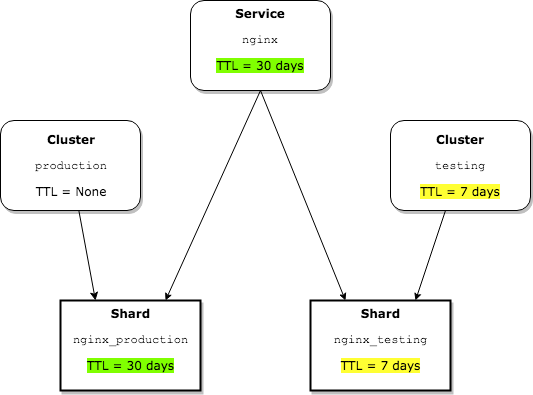 Service
nginx
TTL = 30 days
Cluster
production
TTL = None
Cluster
testing
TTL = 7 days
Shard
nginx_production
TTL = 30 days
Shard
nginx_testing
TTL = 7 days